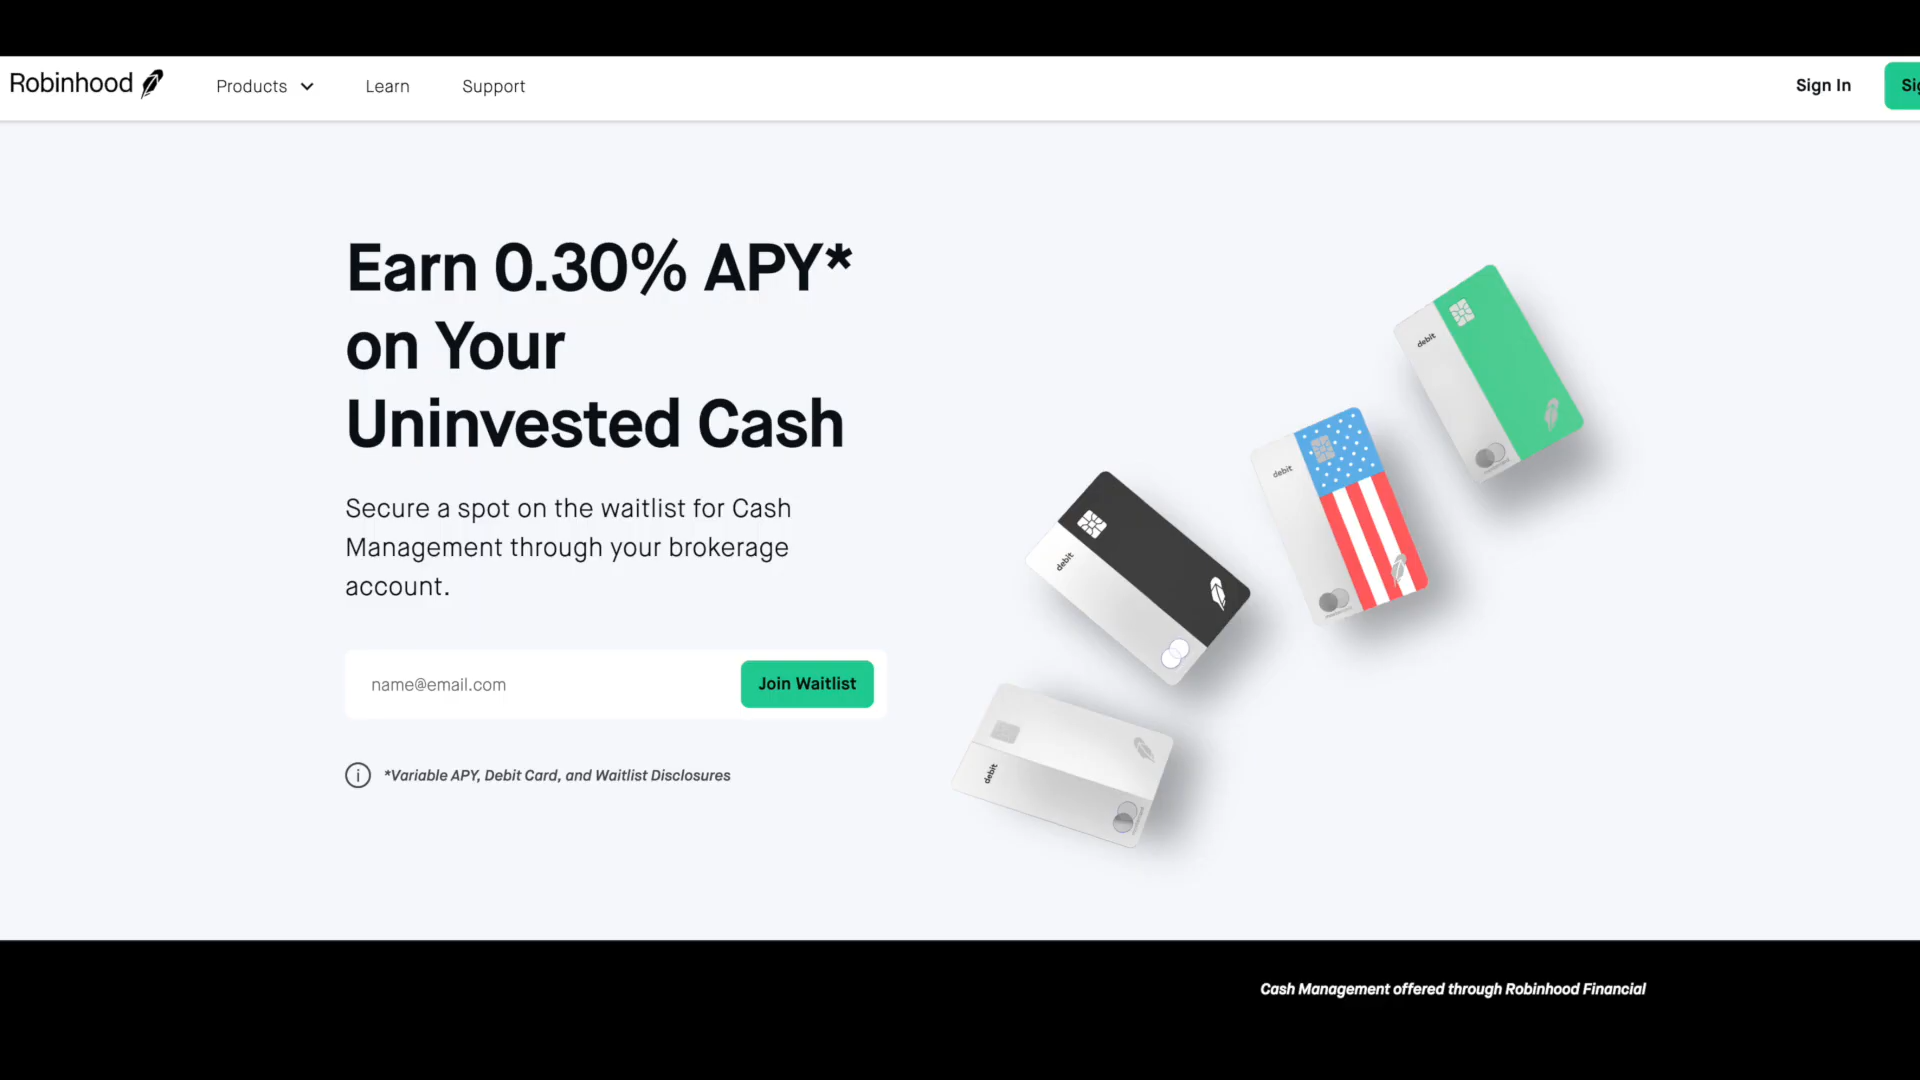 Robinhood
Products
Learn
Support
Sign In
Sig
Earn 0.30% APY*
on Your
Uninvested Cash
Secure a spot on the waitlist for Cash
Management through your brokerage
account.
name@email.com
Join Waitlist
*Variable APY, Debit Card, and Waitlist Disclosures
debit
debit
debit
debit
Cash Management offered through Robinhood Financial